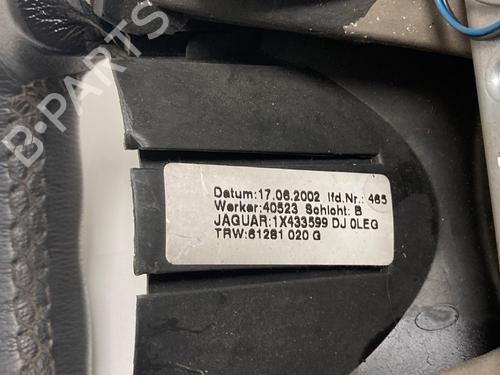 B-PARTS
Datum:17.06.2002 lfd.Nr.: 465
Werker:40523 Schicht: B
JAGUAR:1X433599 DJ 0LEG
TRW:61281 020 G